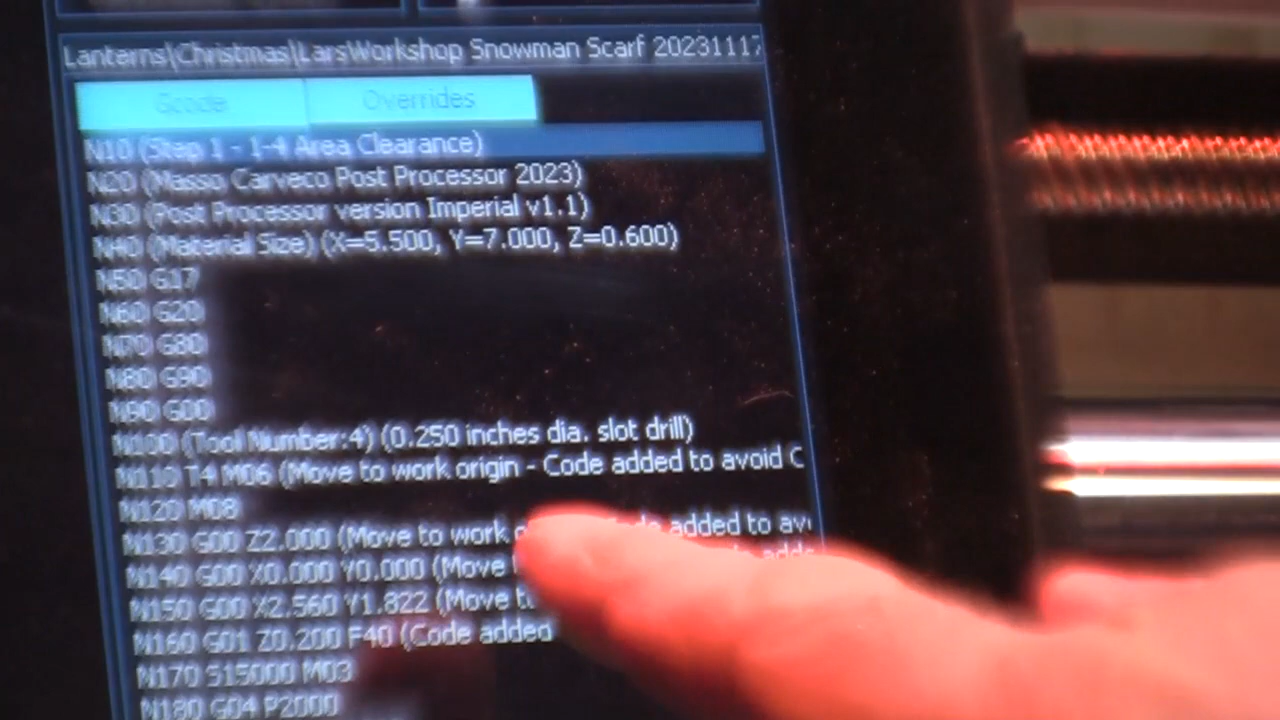 Lanterns\Christmas\LarsWorkshop Snowman Scarf 20231117
Gcode Overrides
N10 (Step 1 - 1-4 Area Clearance)
N20 (Masso Carveco Post Processor 2023)
N30 (Post Processor version Imperial v1.1)
N40 (Material Size) (X=5.500, Y=7.000, Z=0.600)
N50 G17
N60 G20
N70 G80
N80 G90
N90 G00
N100 (Tool Number:4) (0.250 inches dia. slot drill)
N110 T4 M06 (Move to work origin - Code added to avoid C
N120 M08
N130 G00 Z2.000 (Move to work added to av
N140 G00 X0.000 Y0.000 (Move
N150 G00 X2.560 Y1.822 (Move t
N160 G01 Z0.200 F40 (Code added
N170 S15000 M03
N180 G04 P2000